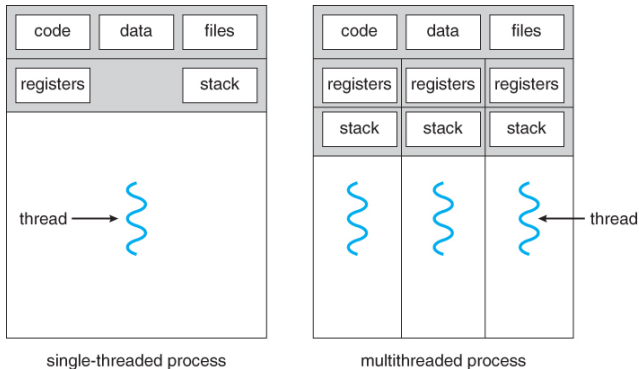 code data files
registers stack
thread
single-threaded process
code data files
registers registers registers
stack stack stack
thread
multithreaded process